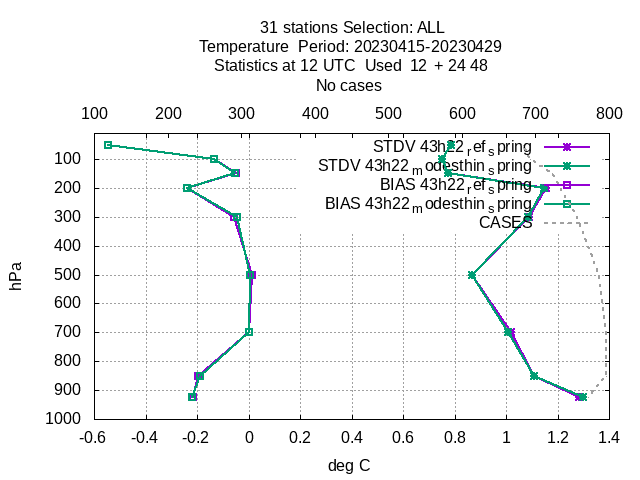 31 stations Selection: ALL
Temperature  Period: 20230415-20230429
Statistics at 12 UTC  Used  12  + 24 48
No cases
100 200 300 400 500 600 700 800
STDV 43h22_ref_spring
STDV 43h22_modesthin_spring
BIAS 43h22_ref_spring
BIAS 43h22_modesthin_spring
CASES
100
200
300
400
500
600
700
800
900
1000
hPa
-0.6 -0.4 -0.2 0 0.2 0.4 0.6 0.8 1 1.2 1.4
deg C